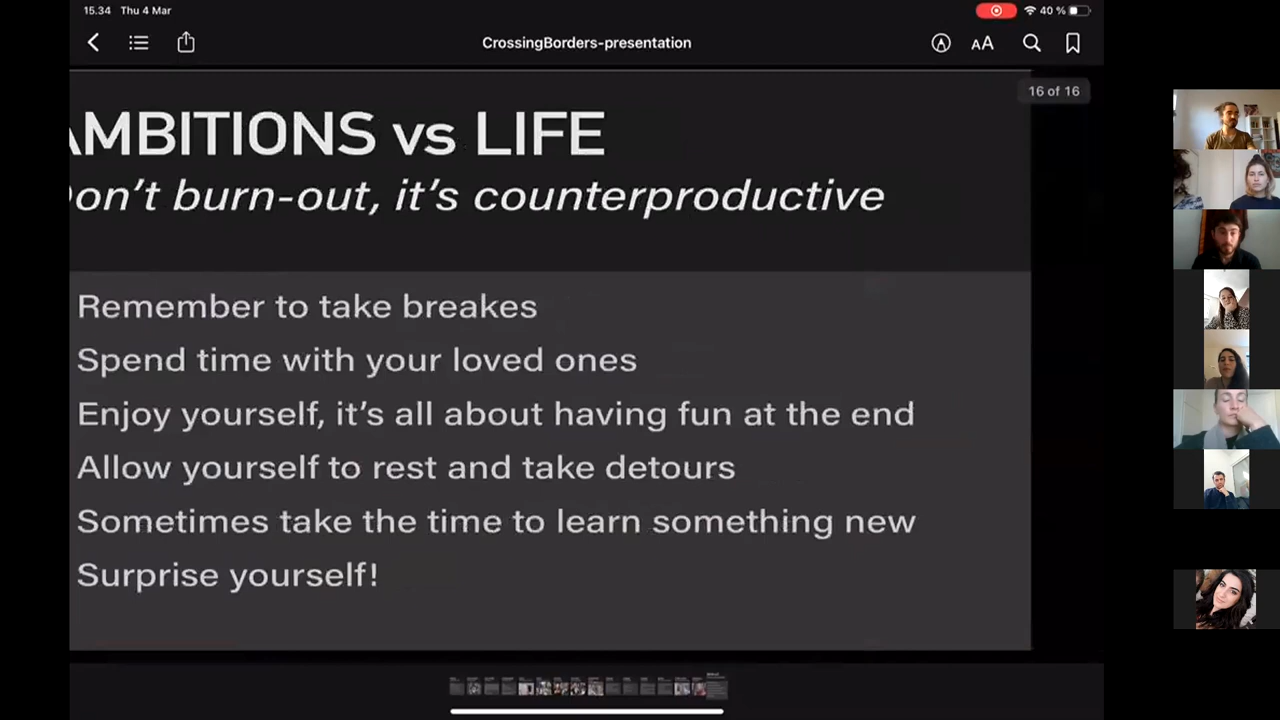 15.34 Thu 4 Mar
40 %
CrossingBorders-presentation
AA
16 of 16
AMBITIONS vs LIFE
Don't burn-out, it's counterproductive
Remember to take breakes
Spend time with your loved ones
Enjoy yourself, it's all about having fun at the end
Allow yourself to rest and take detours
Sometimes take the time to learn something new
Surprise yourself!